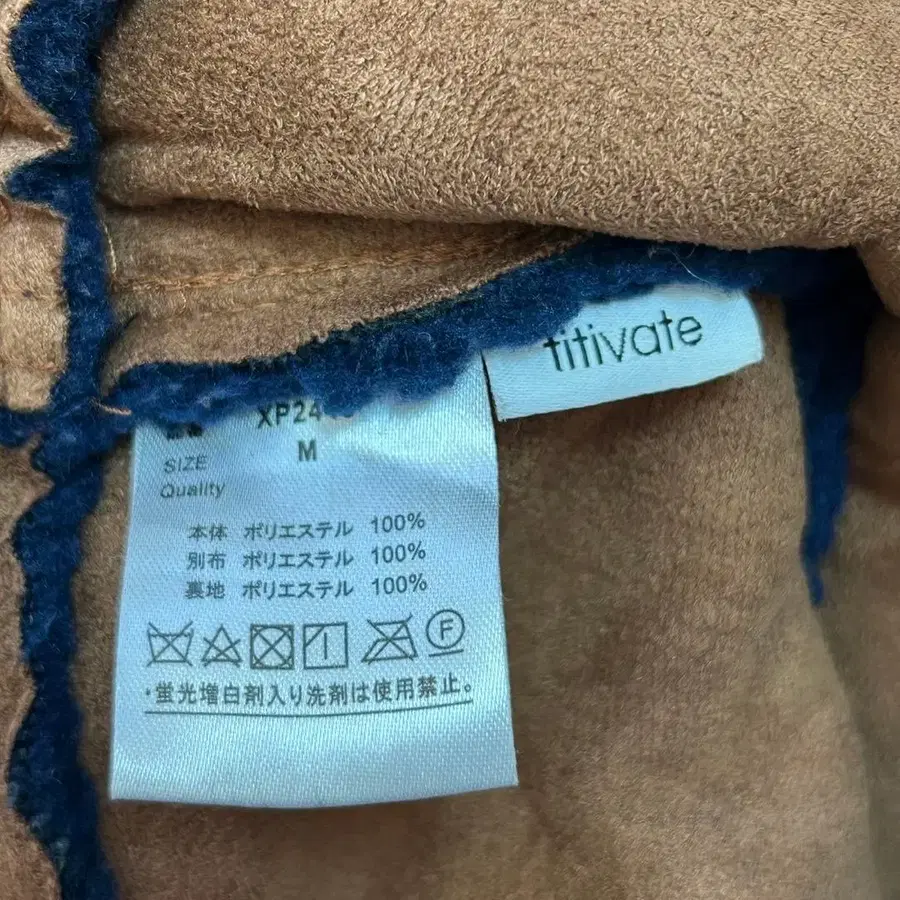 titivate
XP24
SIZE M
Quality
本体 ポリエステル 100%
別布 ポリエステル 100%
裏地 ポリエステル 100%
F
・蛍光増白剤入り洗剤は使用禁止。